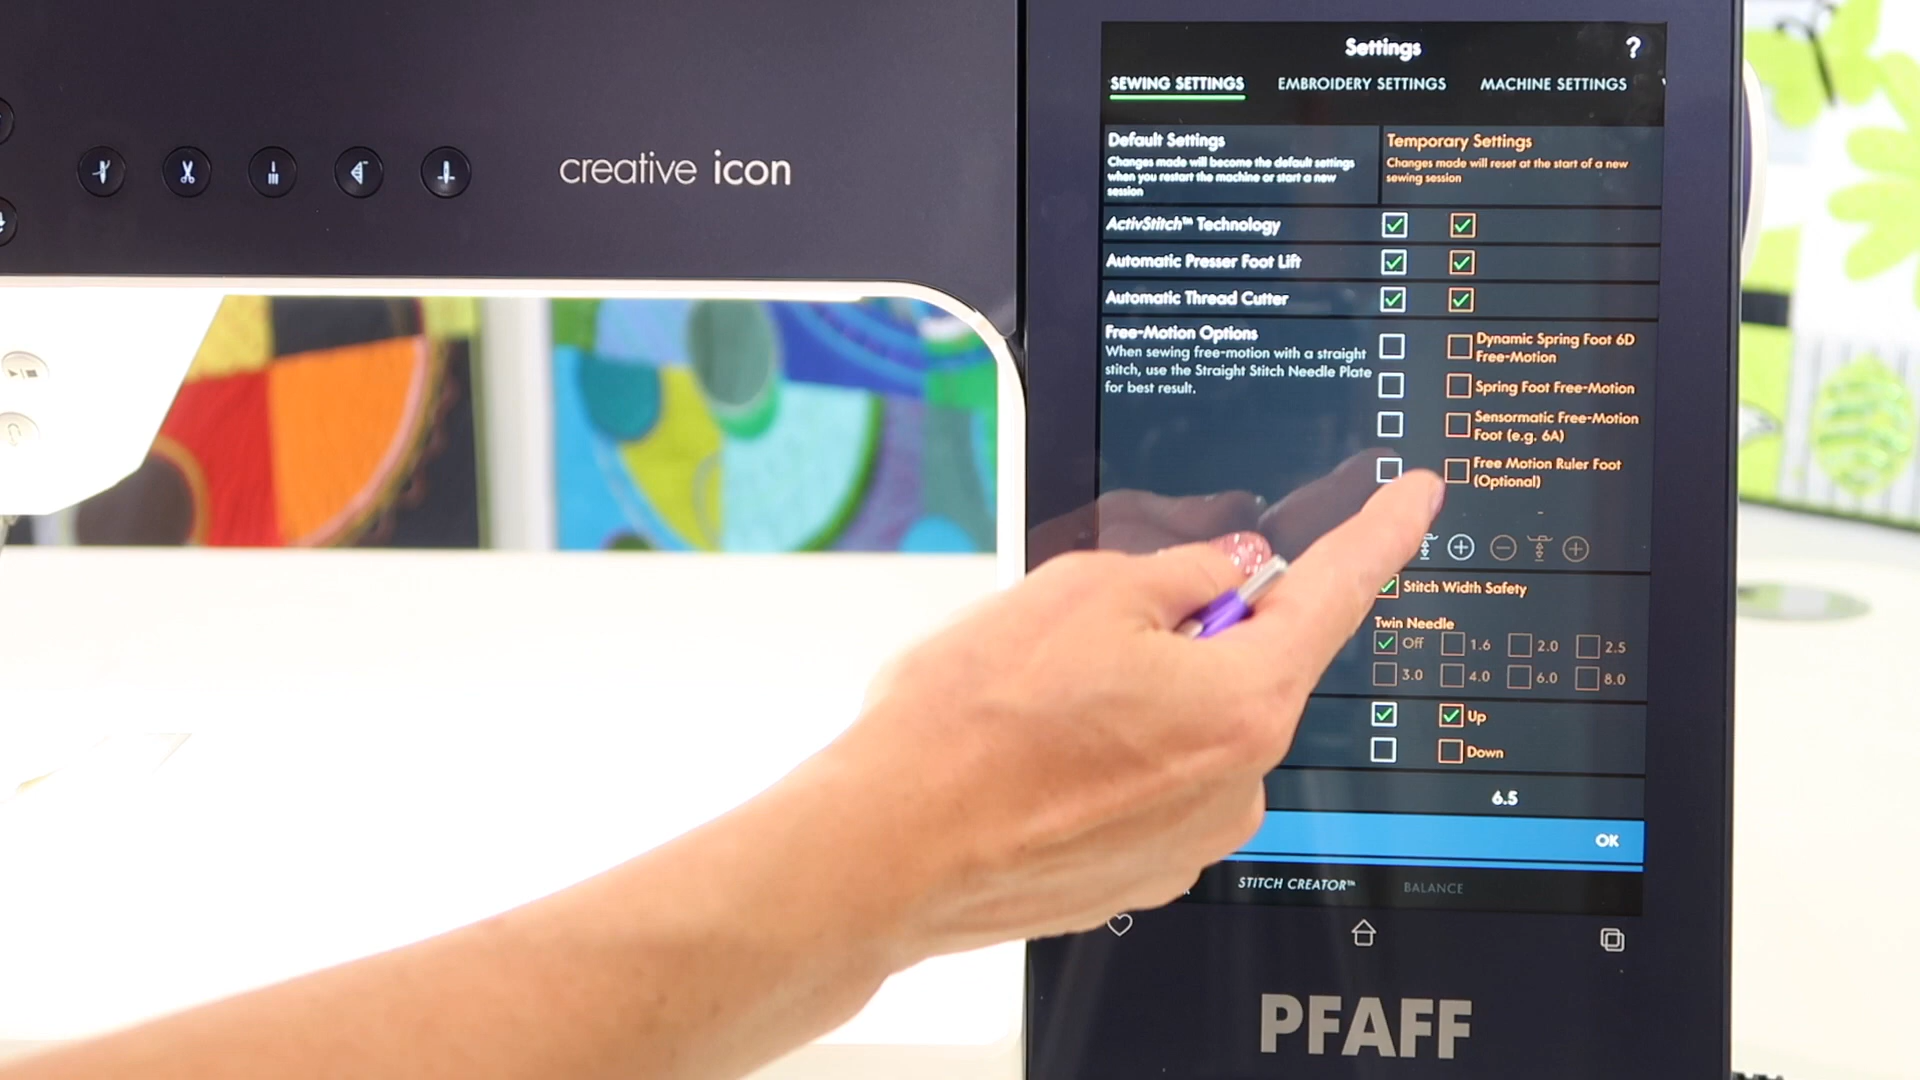 creative icon
Settings
?
SEWING SETTINGS
EMBROIDERY SETTINGS
MACHINE SETTINGS
Default Settings
Changes made will become the default settings
when you restart the machine or start a new
session
Temporary Settings
Changes made will reset at the start of a new
sewing session
ActivStitch™ Technology
Automatic Presser Foot Lift
Automatic Thread Cutter
Free-Motion Options
When sewing free-motion with a straight
stitch, use the Straight Stitch Needle Plate
for best result.
Dynamic Spring Foot 6D
Free-Motion
Spring Foot Free-Motion
Sensormatic Free-Motion
Foot (e.g. 6A)
Free Motion Ruler Foot
(Optional)
Stitch Width Safety
Twin Needle
Off 1.6 2.0 2.5
3.0 4.0 6.0 8.0
Up
Down
6.5
OK
STITCH CREATOR™
BALANCE
PFAFF